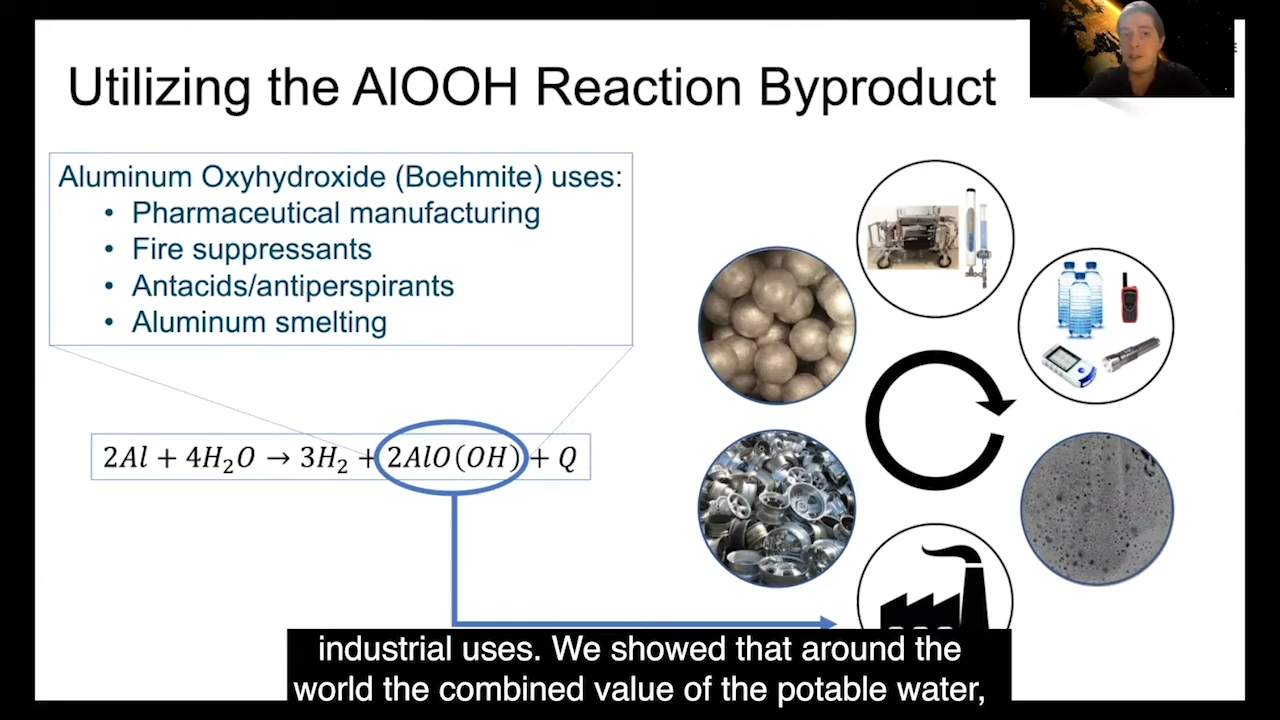 Utilizing the AlOOH Reaction Byproduct
Aluminum Oxyhydroxide (Boehmite) uses:
• Pharmaceutical manufacturing
• Fire suppressants
• Antacids/antiperspirants
• Aluminum smelting
2Al + 4H₂O → 3H₂ + 2AlO(OH) + Q
industrial uses. We showed that around the
world the combined value of the potable water,